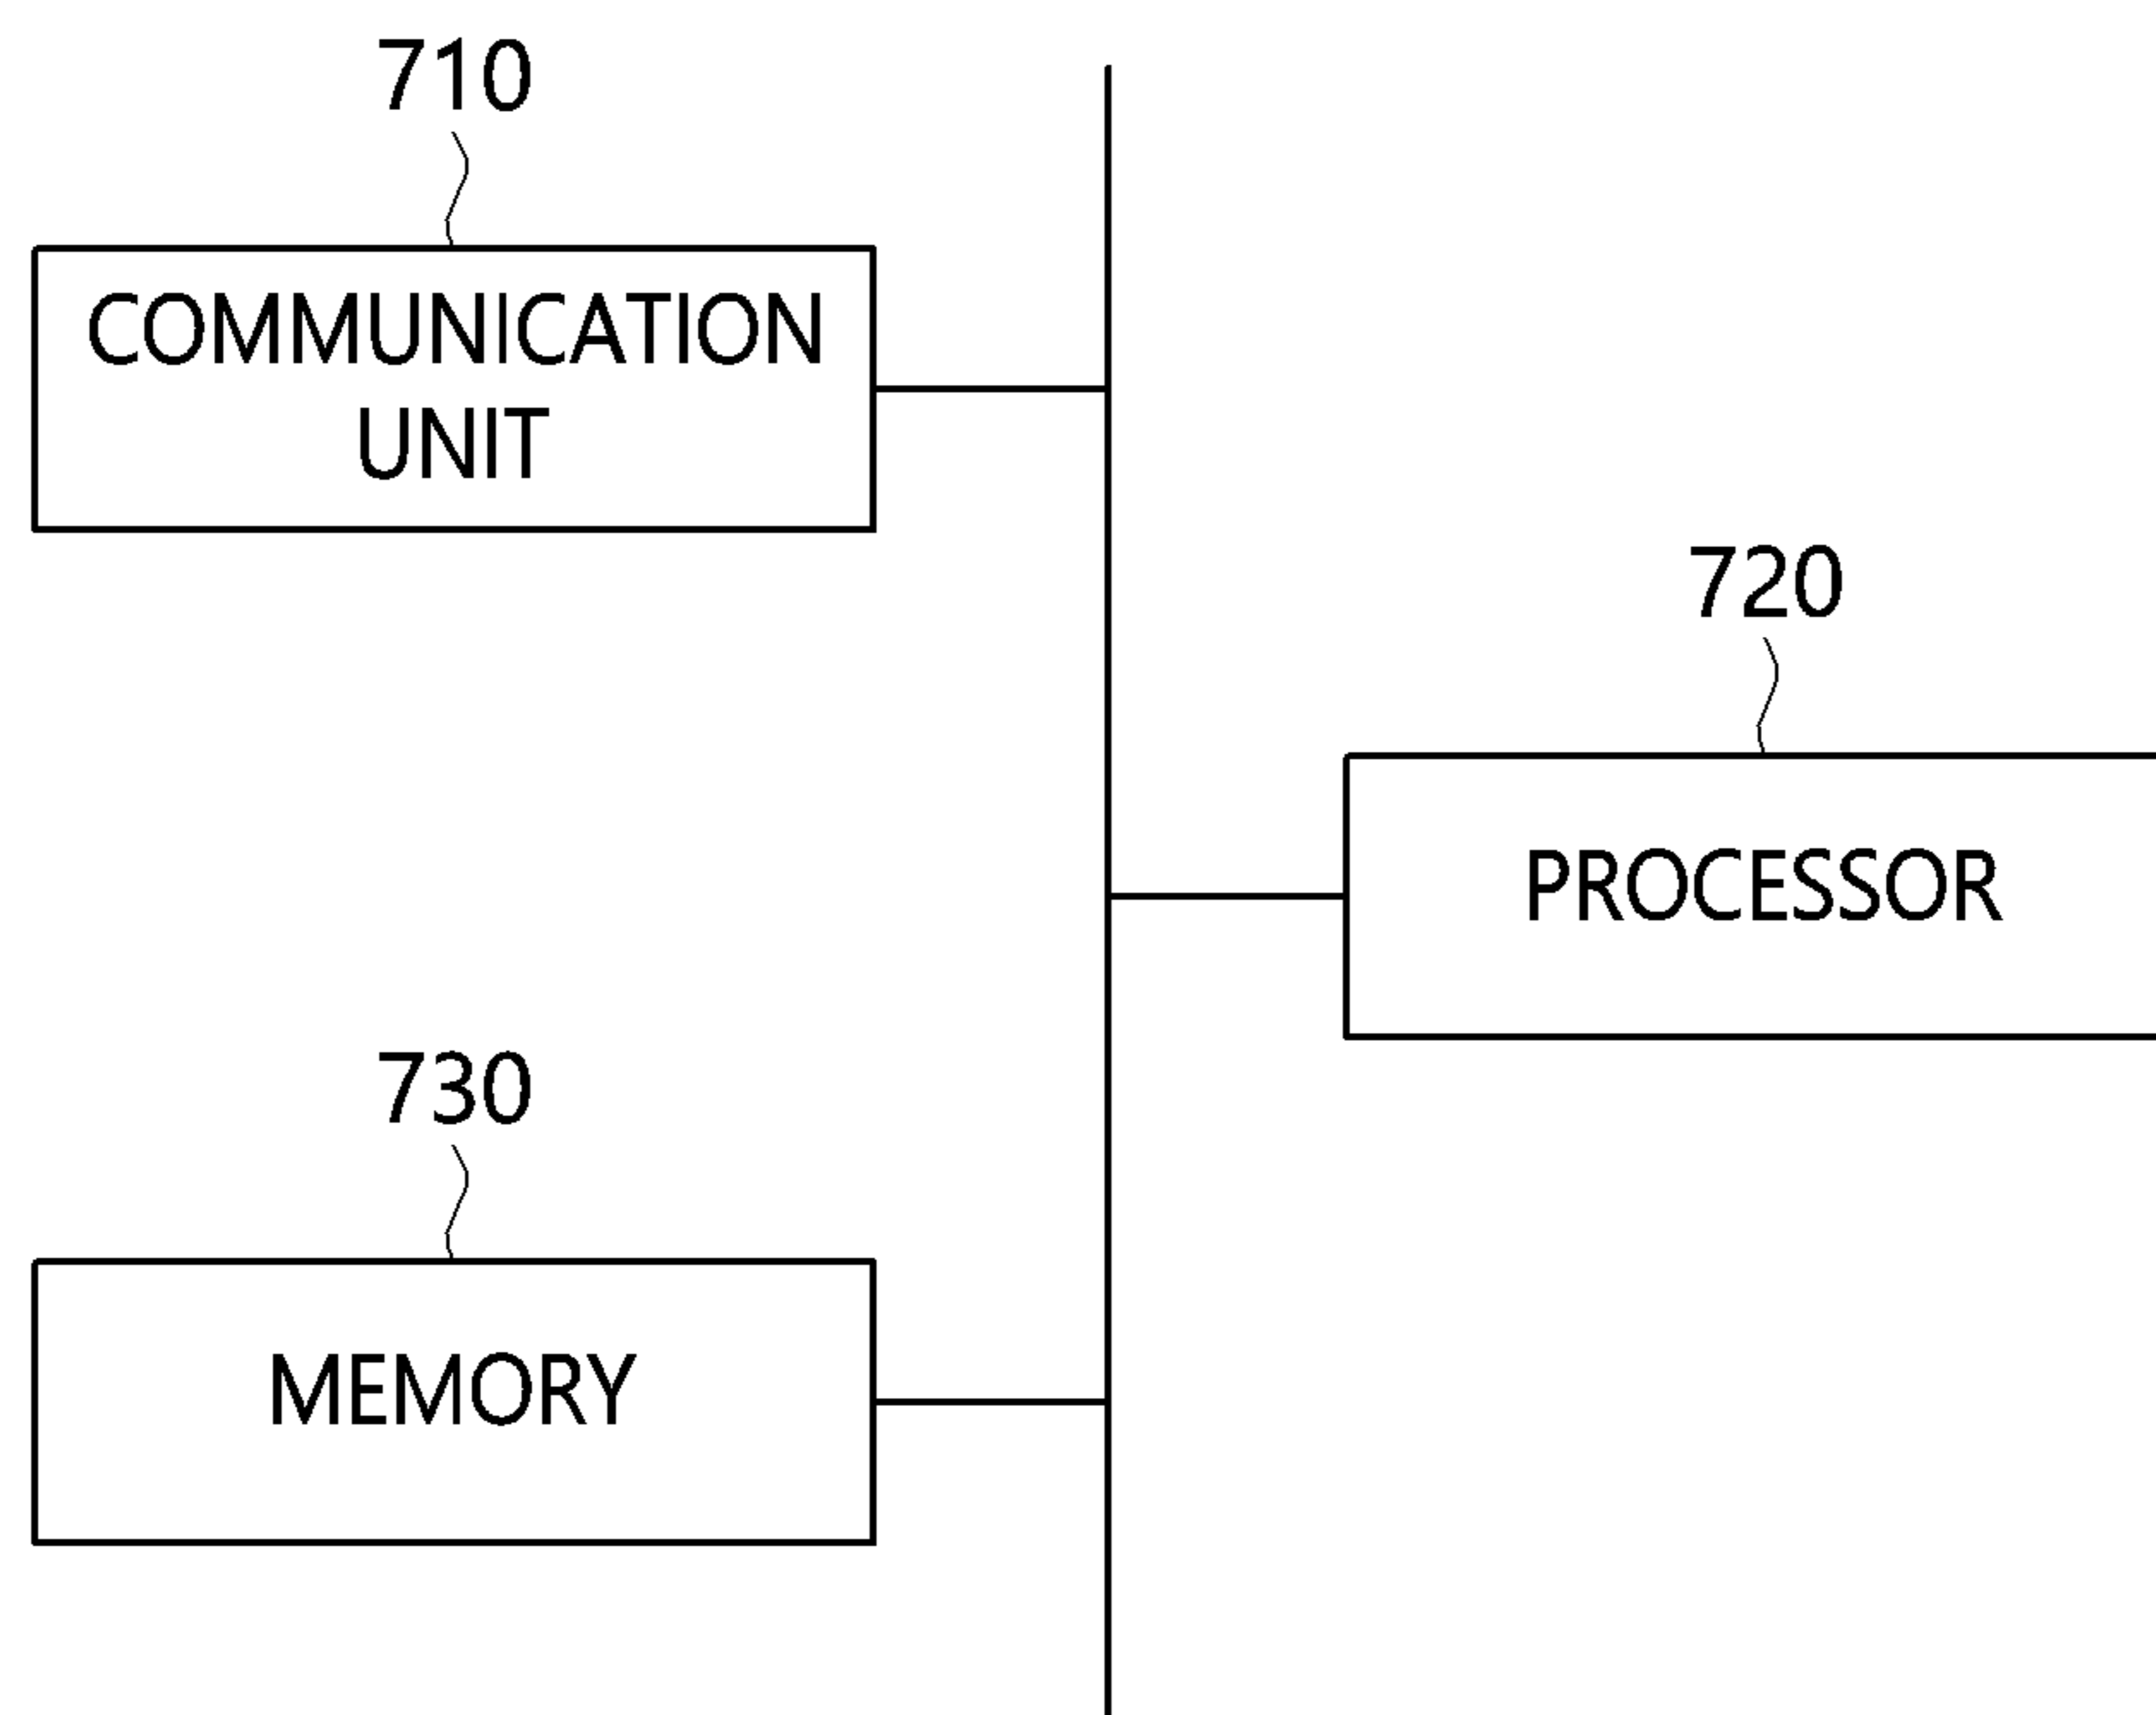 710
COMMUNICATION
UNIT
720
PROCESSOR
730
MEMORY